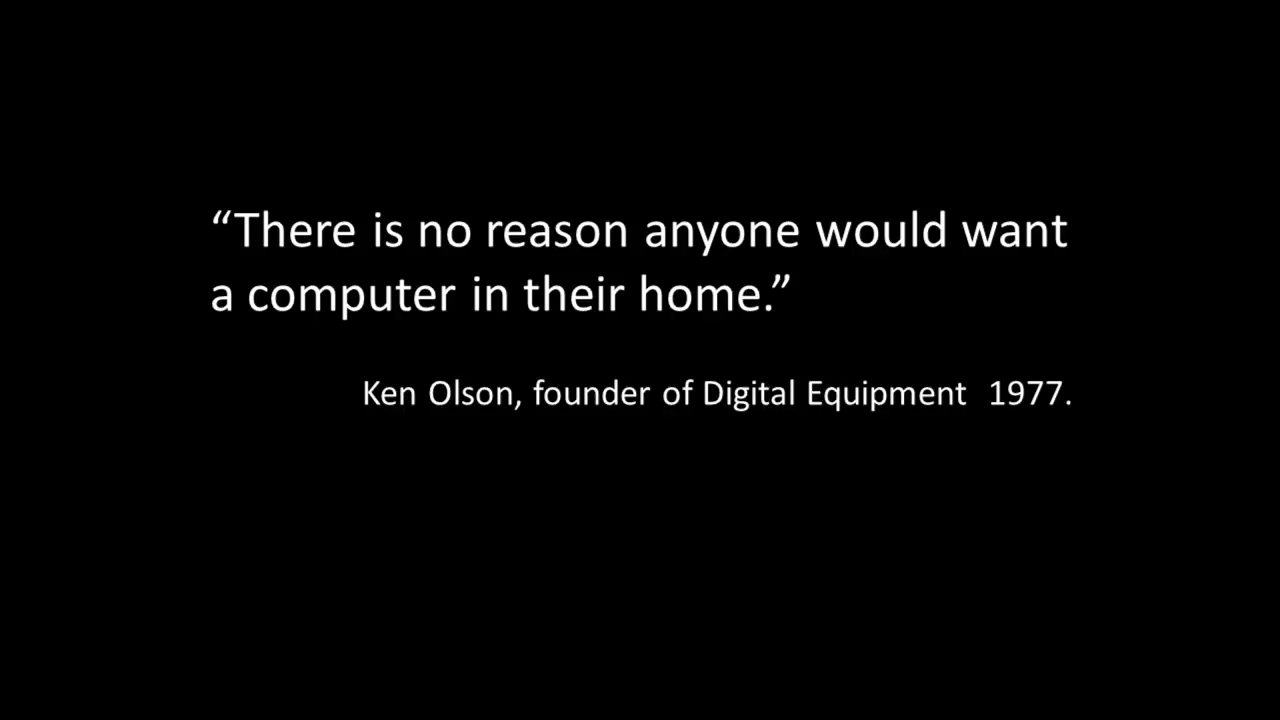 “There is no reason anyone would want
a computer in their home.”
Ken Olson, founder of Digital Equipment  1977.